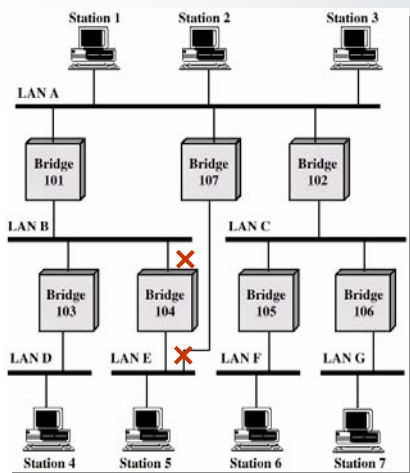 Station 1 Station 2 Station 3
LAN A
Bridge 101
Bridge 107
Bridge 102
LAN B
LAN C
Bridge 103
Bridge 104
Bridge 105
Bridge 106
LAN D
LAN E
LAN F
LAN G
Station 4 Station 5 Station 6 Station 7